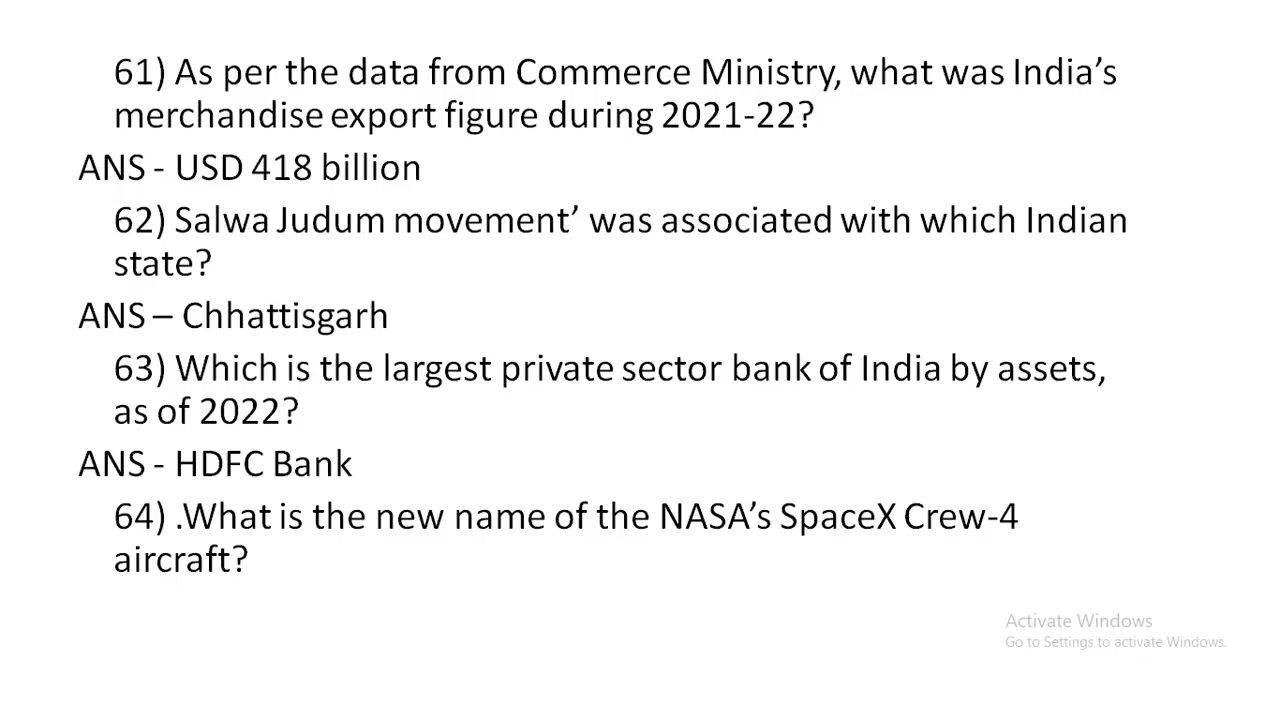 61) As per the data from Commerce Ministry, what was India’s
merchandise export figure during 2021-22?
ANS - USD 418 billion
62) Salwa Judum movement’ was associated with which Indian
state?
ANS – Chhattisgarh
63) Which is the largest private sector bank of India by assets,
as of 2022?
ANS - HDFC Bank
64) .What is the new name of the NASA’s SpaceX Crew-4
aircraft?
Activate Windows
Go to Settings to activate Windows.